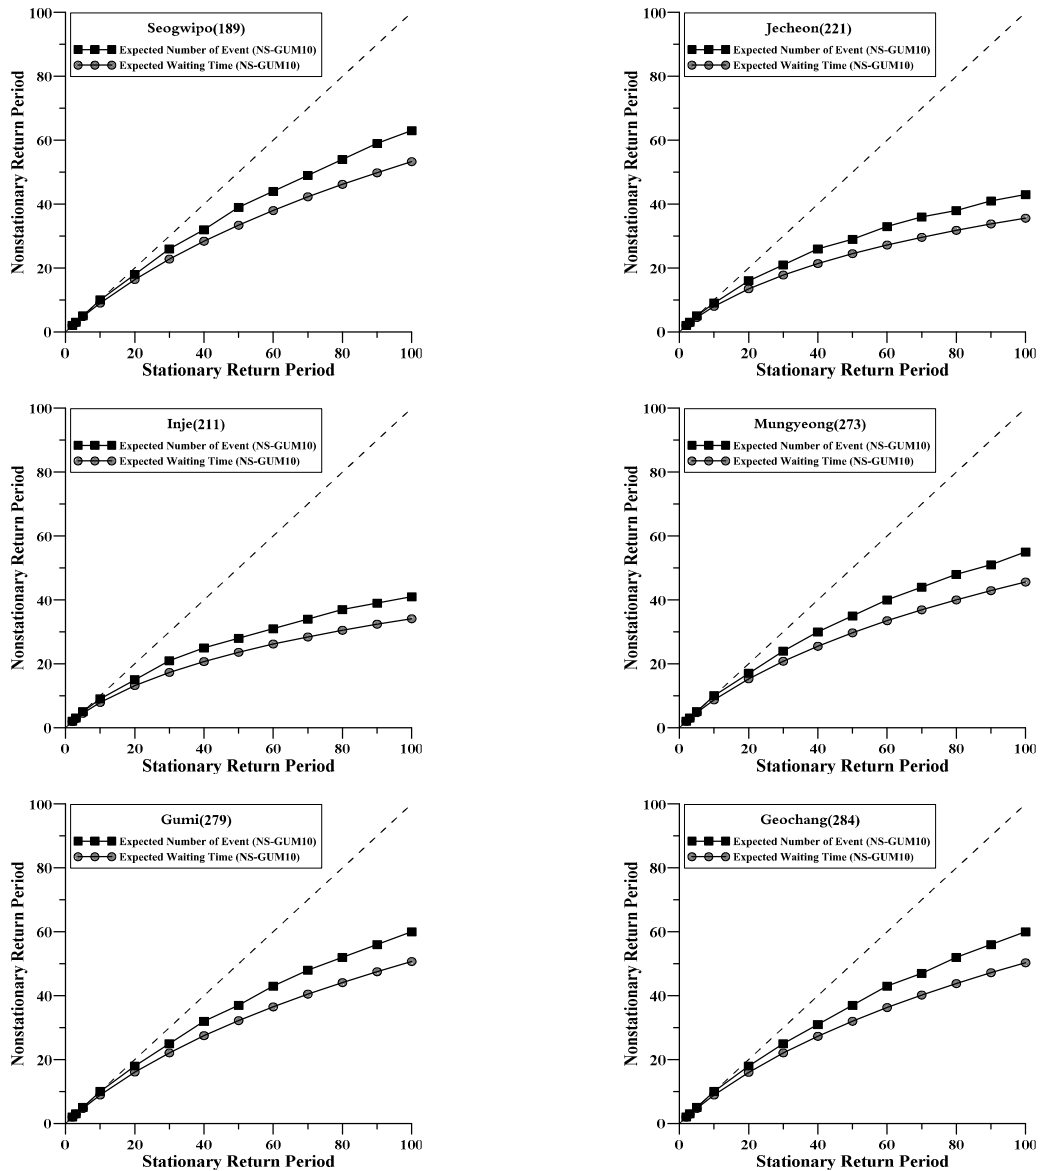 Seogwipo(189)
Expected Number of Event (NS-GUM10)
Expected Waiting Time (NS-GUM10)
Nonstationary Return Period
100
80
60
40
20
0
0 20 40 60 80 100
Stationary Return Period
Jecheon(221)
Expected Number of Event (NS-GUM10)
Expected Waiting Time (NS-GUM10)
Nonstationary Return Period
100
80
60
40
20
0
0 20 40 60 80 100
Stationary Return Period
Inje(211)
Expected Number of Event (NS-GUM10)
Expected Waiting Time (NS-GUM10)
Nonstationary Return Period
100
80
60
40
20
0
0 20 40 60 80 100
Stationary Return Period
Mungyeong(273)
Expected Number of Event (NS-GUM10)
Expected Waiting Time (NS-GUM10)
Nonstationary Return Period
100
80
60
40
20
0
0 20 40 60 80 100
Stationary Return Period
Gumi(279)
Expected Number of Event (NS-GUM10)
Expected Waiting Time (NS-GUM10)
Nonstationary Return Period
100
80
60
40
20
0
0 20 40 60 80 100
Stationary Return Period
Geochang(284)
Expected Number of Event (NS-GUM10)
Expected Waiting Time (NS-GUM10)
Nonstationary Return Period
100
80
60
40
20
0
0 20 40 60 80 100
Stationary Return Period